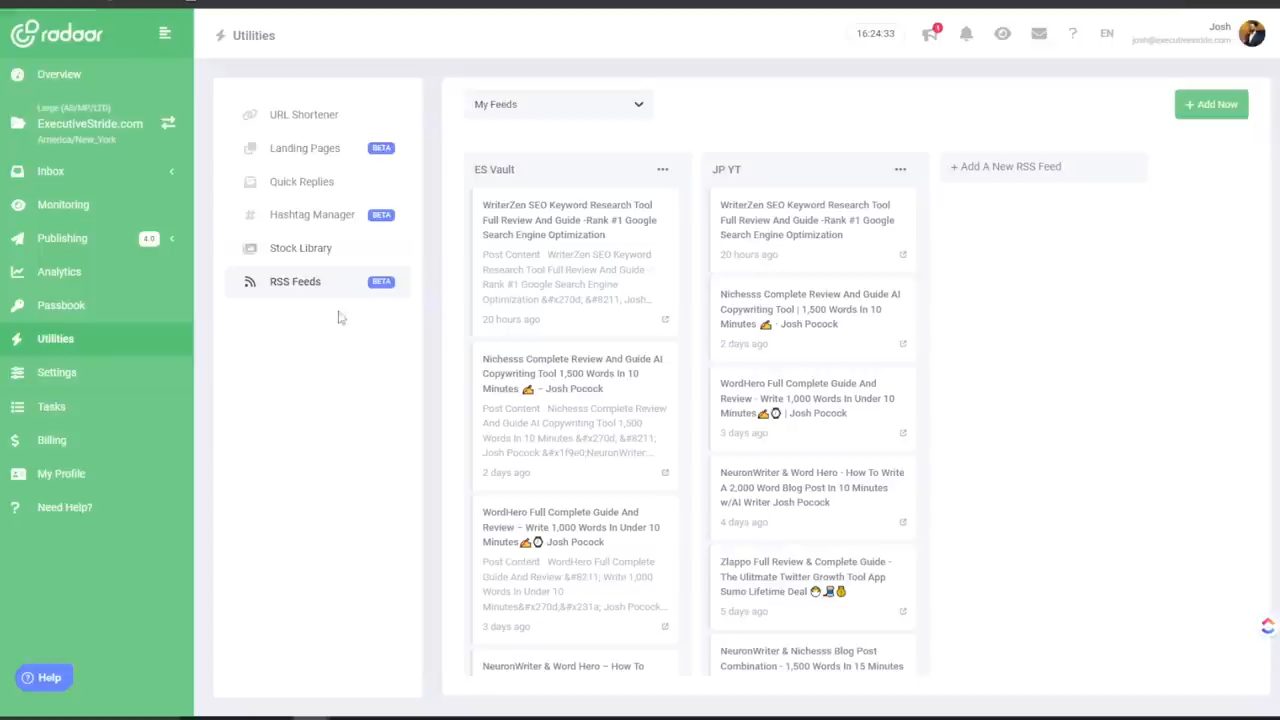 radaar
Utilities
16:24:33
1
EN
Josh
josh@executivestride.com
Overview
Large (All/MP/LTD)
ExecutiveStride.com
America/New_York
Inbox
Monitoring
Publishing
4.0
Analytics
Passbook
Utilities
Settings
Tasks
Billing
My Profile
Need Help?
Help
URL Shortener
Landing Pages BETA
Quick Replies
Hashtag Manager BETA
Stock Library
RSS Feeds BETA
My Feeds
+ Add Now
ES Vault
WriterZen SEO Keyword Research Tool
Full Review And Guide -Rank #1 Google
Search Engine Optimization
Post Content WriterZen SEO Keyword
Research Tool Full Review And Guide -
Rank #1 Google Search Engine
Optimization &#x270d; &#8211; Josh...
20 hours ago
Nichesss Complete Review And Guide AI
Copywriting Tool 1,500 Words In 10
Minutes ✍ – Josh Pocock
Post Content Nichesss Complete Review
And Guide AI Copywriting Tool 1,500
Words In 10 Minutes &#x270d; &#8211;
Josh Pocock &#x1f9e0;NeuronWriter...
2 days ago
WordHero Full Complete Guide And
Review – Write 1,000 Words In Under 10
Minutes✍⌚ Josh Pocock
Post Content WordHero Full Complete
Guide And Review &#8211; Write 1,000
Words In Under 10
Minutes&#x270d;&#x231a; Josh Pocock...
3 days ago
NeuronWriter & Word Hero – How To
JP YT
WriterZen SEO Keyword Research Tool
Full Review And Guide -Rank #1 Google
Search Engine Optimization
20 hours ago
Nichesss Complete Review And Guide AI
Copywriting Tool | 1,500 Words In 10
Minutes ✍ - Josh Pocock
2 days ago
WordHero Full Complete Guide And
Review - Write 1,000 Words In Under 10
Minutes✍⌚ | Josh Pocock
3 days ago
NeuronWriter & Word Hero - How To Write
A 2,000 Word Blog Post In 10 Minutes
w/AI Writer Josh Pocock
4 days ago
Zlappo Full Review & Complete Guide -
The Ulitmate Twitter Growth Tool App
Sumo Lifetime Deal
5 days ago
NeuronWriter & Nichesss Blog Post
Combination - 1,500 Words In 15 Minutes
+ Add A New RSS Feed